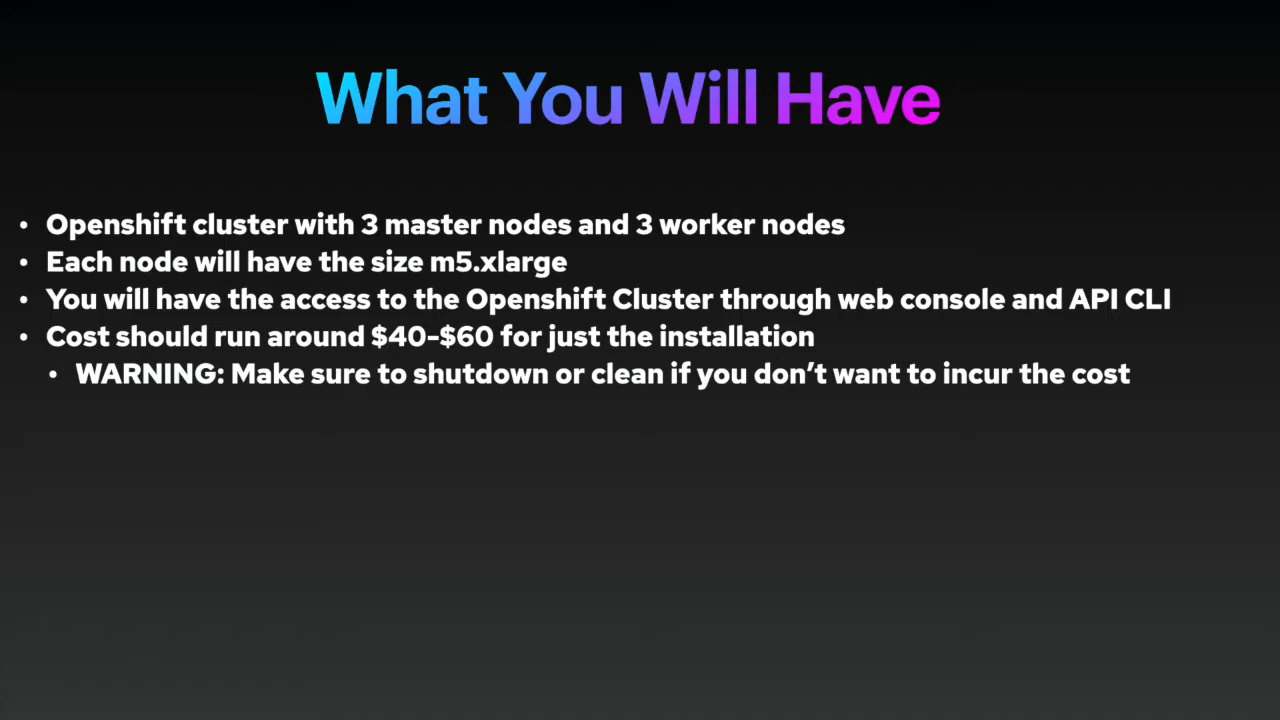 What You Will Have
• Openshift cluster with 3 master nodes and 3 worker nodes
• Each node will have the size m5.xlarge
• You will have the access to the Openshift Cluster through web console and API CLI
• Cost should run around $40-$60 for just the installation
• WARNING: Make sure to shutdown or clean if you don’t want to incur the cost